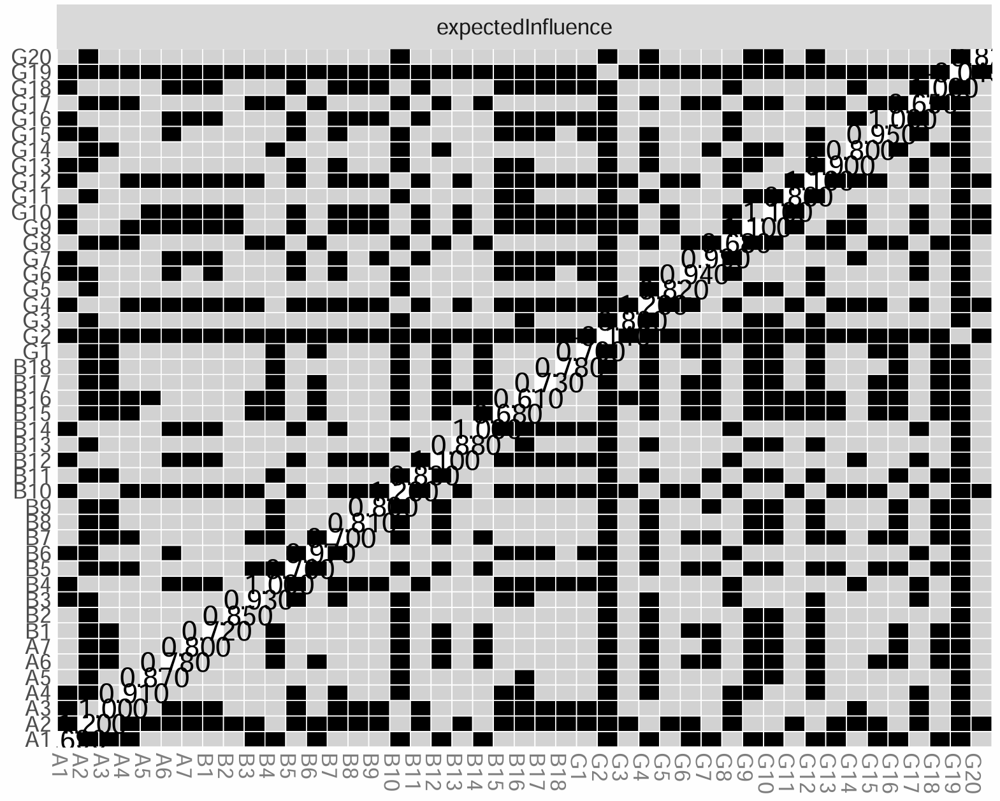 expectedInfluence
G20
G19
G18
G17
G16 1.000
G15 0.950
G14 0.800
G13
G12
G11
G10 1.100
G9
G8
G7
G6 0.940
G5 0.820
G4
G3
G2
G1 0.700
B18 0.780
B17 0.730
B16 0.610
B15 0.680
B14 1.000
B13 0.880
B12 1.100
B11
B10 1.200
B9
B8 0.810
B7 0.700
B6 0.970
B5
B4 1.000
B3 0.930
B2 0.850
B1 0.720
A7 0.800
A6 0.780
A5 0.870
A4 0.910
A3 1.000
A2 1.200
A1
A1 A2 A3 A4 A5 A6 A7 B1 B2 B3 B4 B5 B6 B7 B8 B9 B10 B11 B12 B13 B14 B15 B16 B17 B18 G1 G2 G3 G4 G5 G6 G7 G8 G9 G10 G11 G12 G13 G14 G15 G16 G17 G18 G19 G20